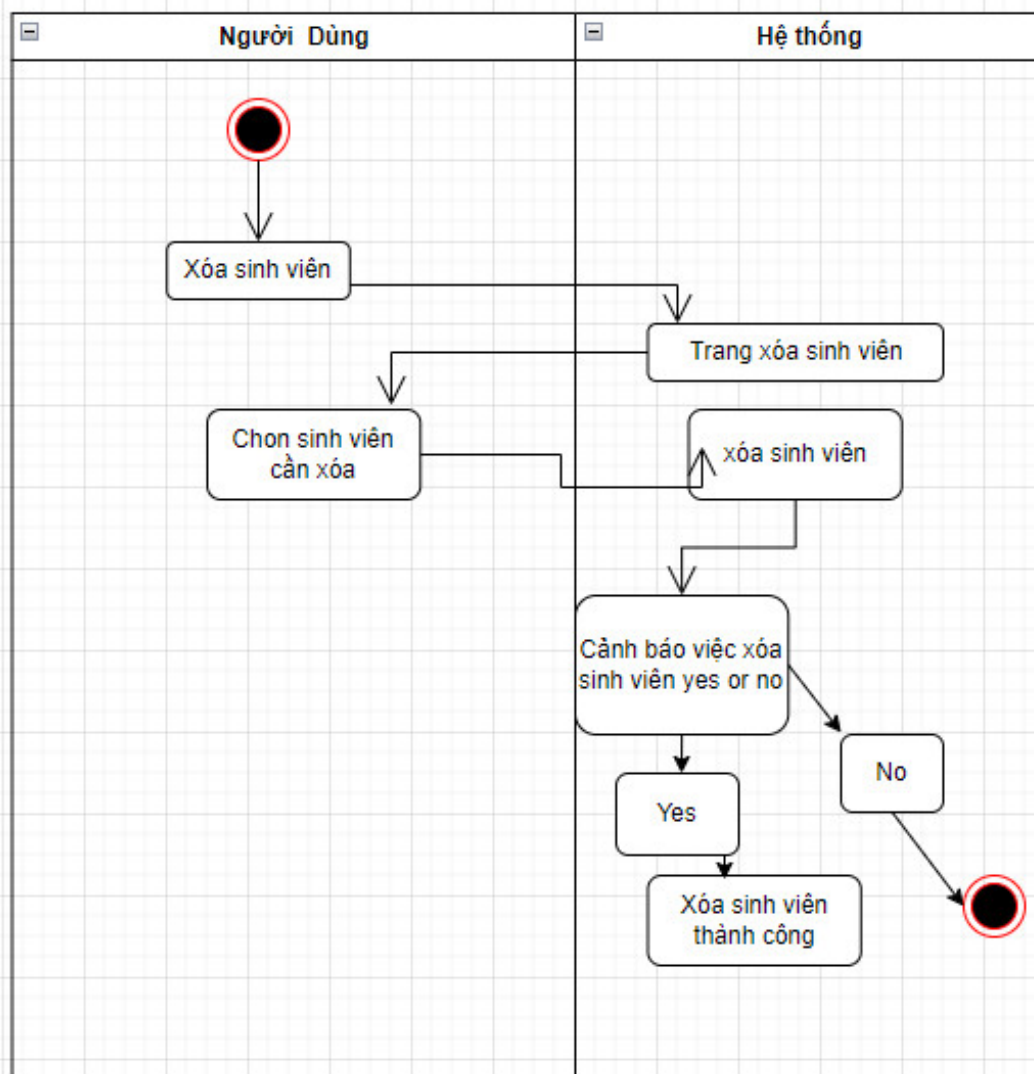 Người Dùng
Hệ thống
Xóa sinh viên
Trang xóa sinh viên
Chon sinh viên
cần xóa
xóa sinh viên
Cảnh báo việc xóa
sinh viên yes or no
No
Yes
Xóa sinh viên
thành công